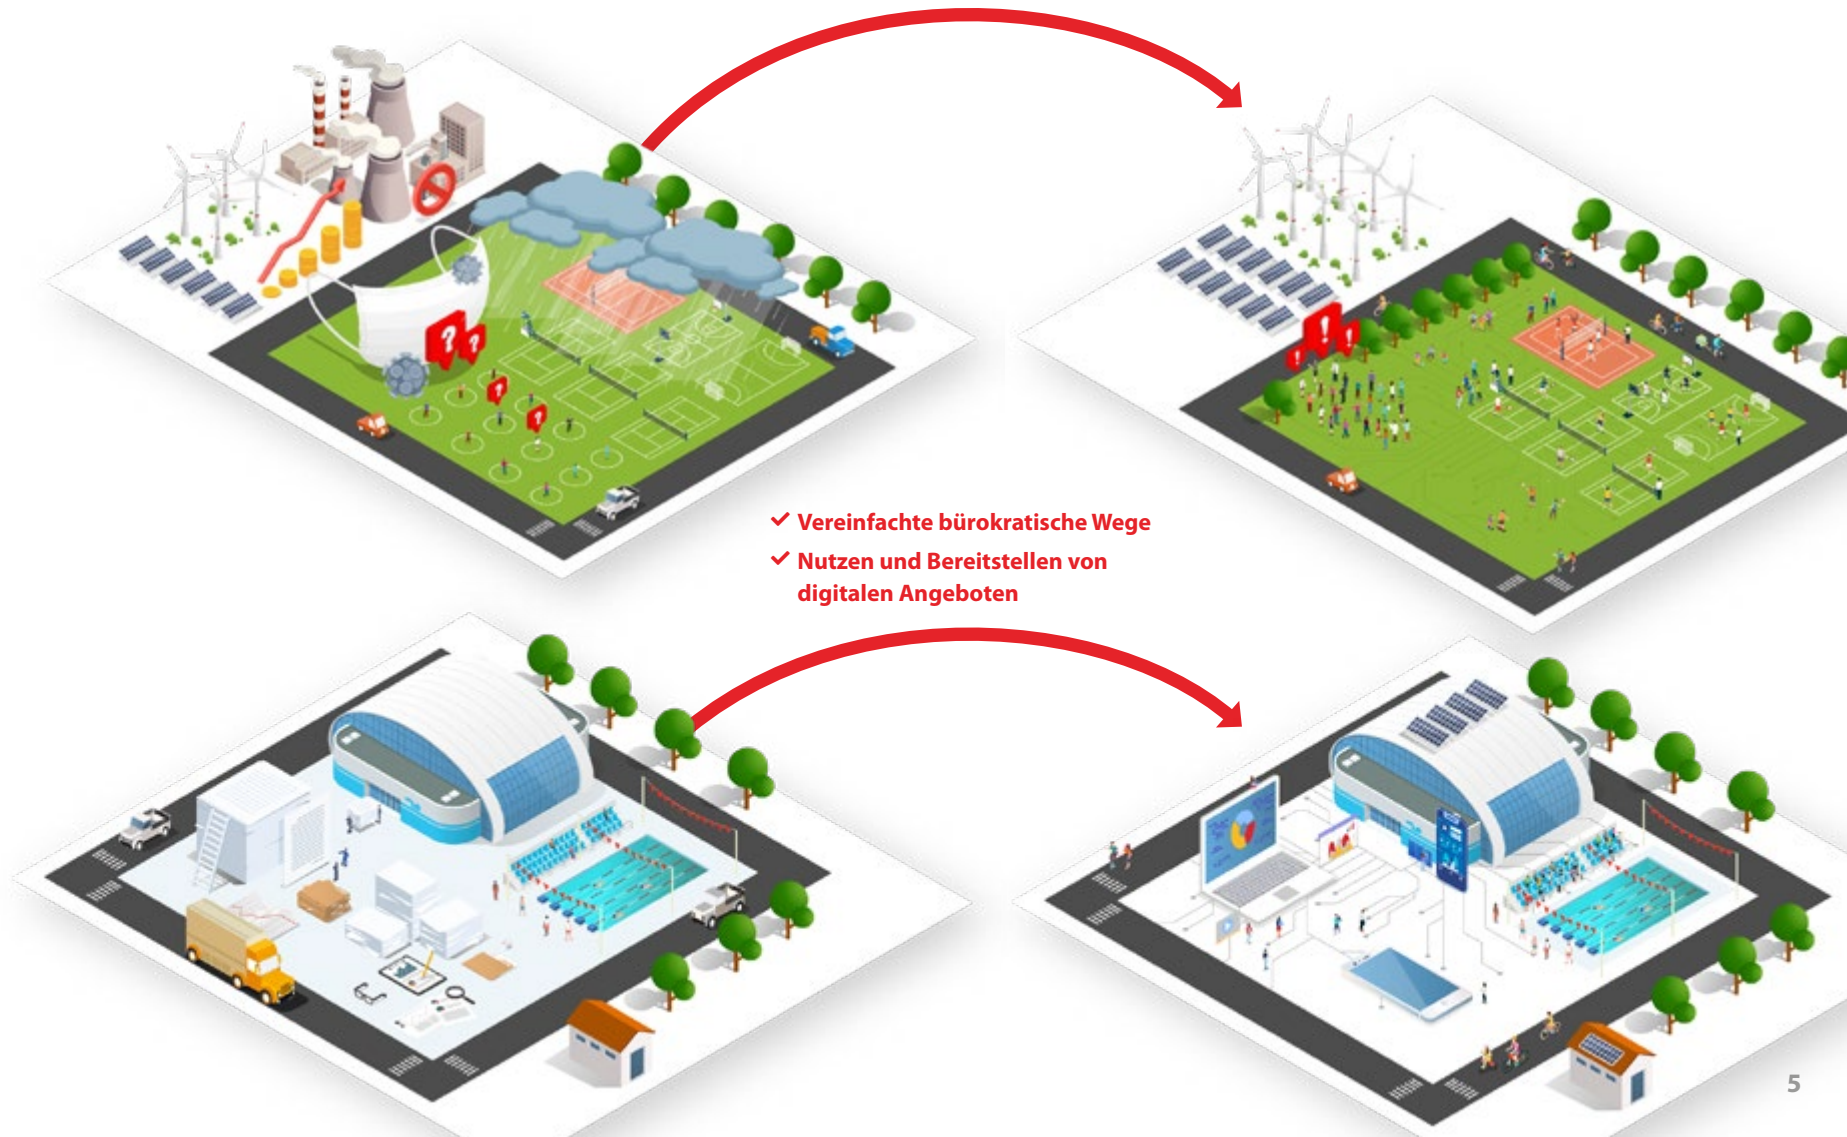 ✓ Vereinfachte bürokratische Wege
✓ Nutzen und Bereitstellen von
digitalen Angeboten
5